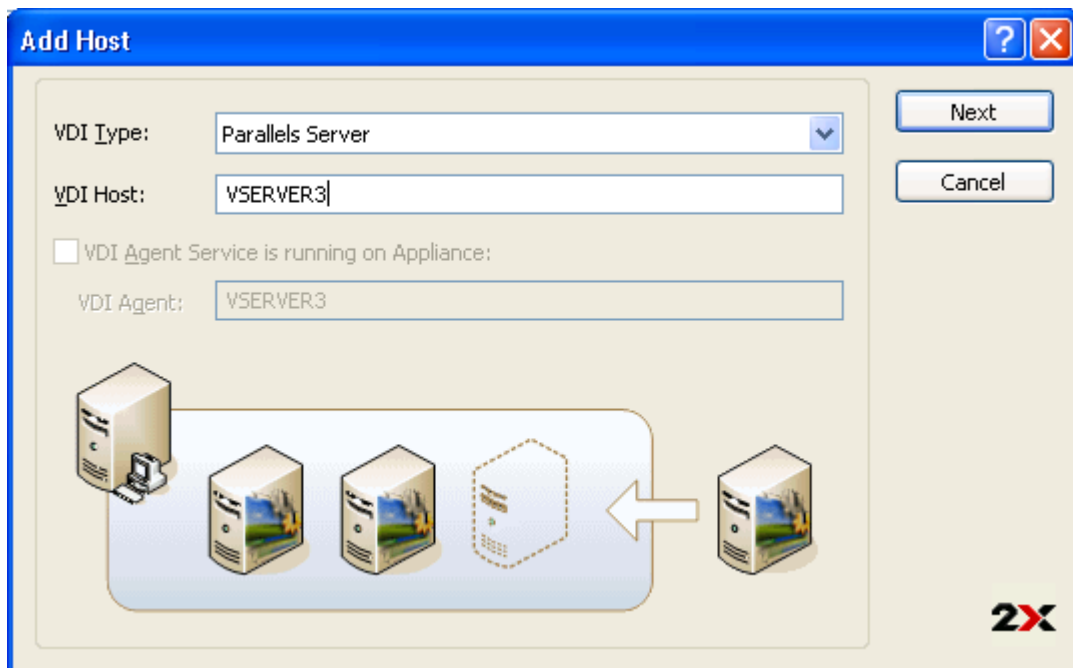 Add Host
VDI Type: Parallels Server
Next
VDI Host: VSERVER3
Cancel
VDI Agent Service is running on Appliance:
VDI Agent: VSERVER3
2X